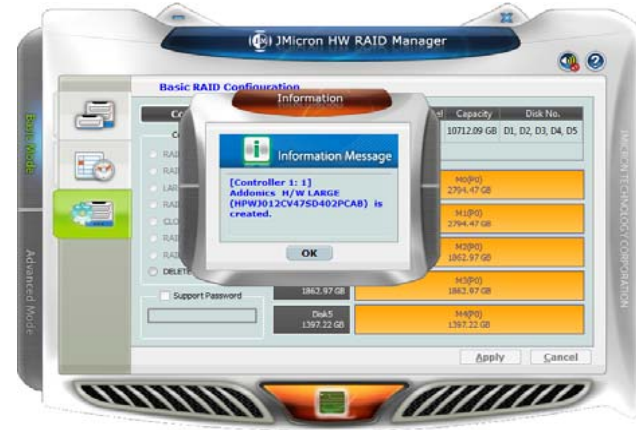 JMicron HW RAID Manager
Basic RAID Configuration
Information
Information Message
[Controller 1: 1]
Addonics H/W LARGE
(HPWJ012CV47SD402PCAB) is
created.
OK
Capacity
Disk No.
10712.09 GB
D1, D2, D3, D4, D5
M0(P0)
2794.47 GB
M1(P0)
2794.47 GB
M2(P0)
1862.97 GB
1862.97 GB
M3(P0)
1862.97 GB
Disk5
1397.22 GB
M4(P0)
1397.22 GB
DELETE
Support Password
Apply
Cancel
Basic Mode
Advanced Mode
JMICRON TECHNOLOGY CORPORATION